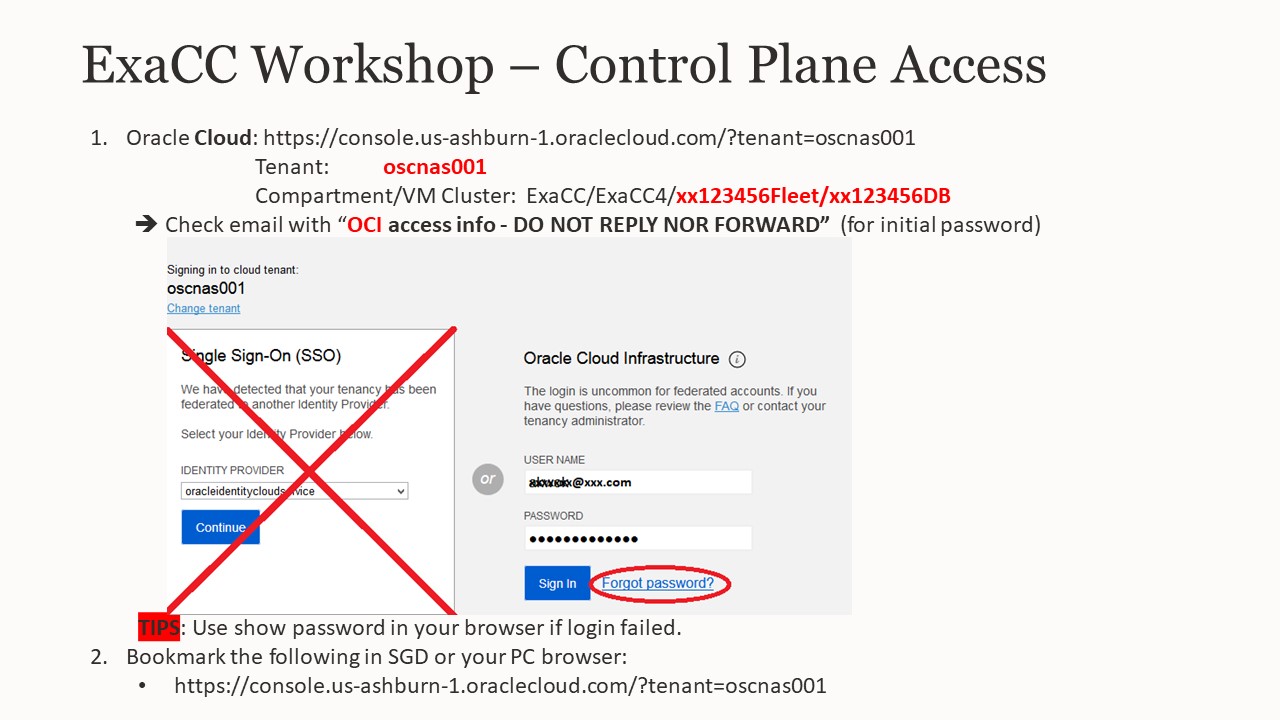 ExaCC Workshop – Control Plane Access
1. Oracle Cloud: https://console.us-ashburn-1.oraclecloud.com/?tenant=oscnas001
Tenant: oscnas001
Compartment/VM Cluster: ExaCC/ExaCC4/xx123456Fleet/xx123456DB
➔ Check email with “OCI access info - DO NOT REPLY NOR FORWARD” (for initial password)
Signing in to cloud tenant:
oscnas001
Change tenant
Single Sign-On (SSO)
We have detected that your tenancy has been
federated to another Identity Provider.
Select your Identity Provider below.
IDENTITY PROVIDER
oracleidentitycloudservice
Continue
or
Oracle Cloud Infrastructure i
The login is uncommon for federated accounts. If you
have questions, please review the FAQ or contact your
tenancy administrator.
USER NAME
@xxx.com
PASSWORD
●●●●●●●●●●●●●
Sign In Forgot password?
TIPS: Use show password in your browser if login failed.
2. Bookmark the following in SGD or your PC browser:
• https://console.us-ashburn-1.oraclecloud.com/?tenant=oscnas001